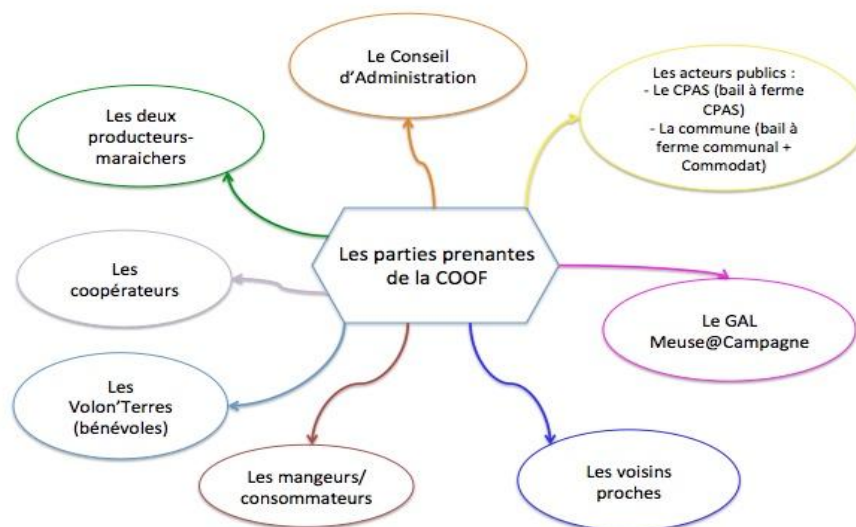 Le Conseil
d'Administration
Les acteurs publics :
- Le CPAS (bail à ferme
CPAS)
- La commune (bail à
ferme communal +
Commodat)
Les deux
producteurs-
maraichers
Les parties prenantes
de la COOF
Les
coopérateurs
Le GAL
Meuse@Campagne
Les
Volon'Terres
(bénévoles)
Les mangeurs/
consommateurs
Les voisins
proches